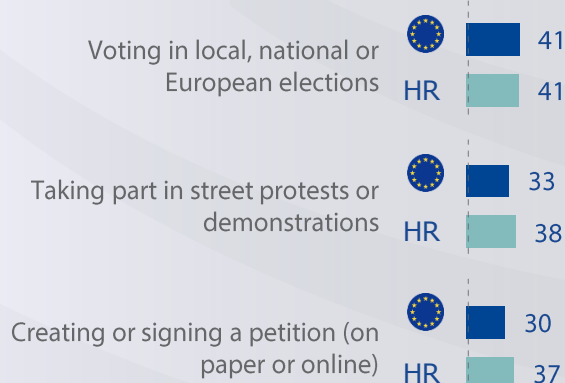 Voting in local, national or
European elections
41
HR 41
Taking part in street protests or
demonstrations
33
HR 38
Creating or signing a petition (on
paper or online)
30
HR 37